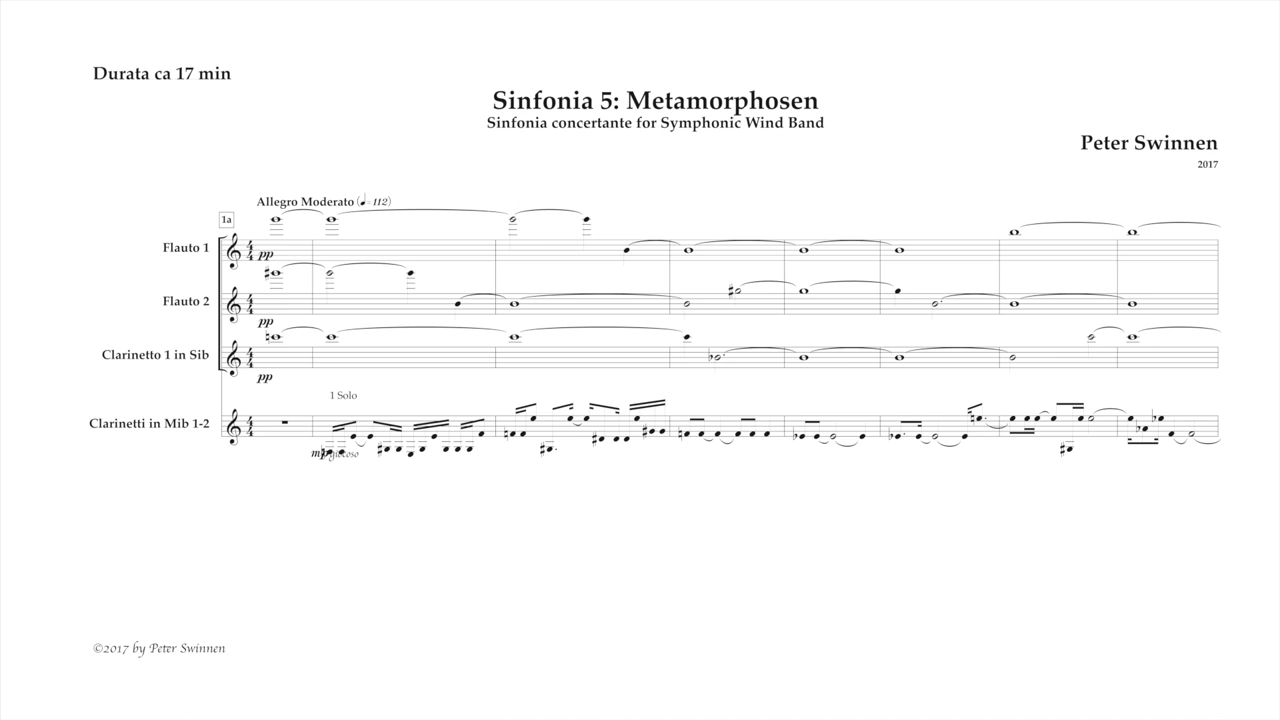 Durata ca 17 min
Sinfonia 5: Metamorphosen
Sinfonia concertante for Symphonic Wind Band
Peter Swinnen
2017
Allegro Moderato (♩=112)
1a
Flauto 1
pp
Flauto 2
pp
Clarinetto 1 in Sib
pp
1 Solo
Clarinetti in Mib 1-2
mp giocoso
©2017 by Peter Swinnen